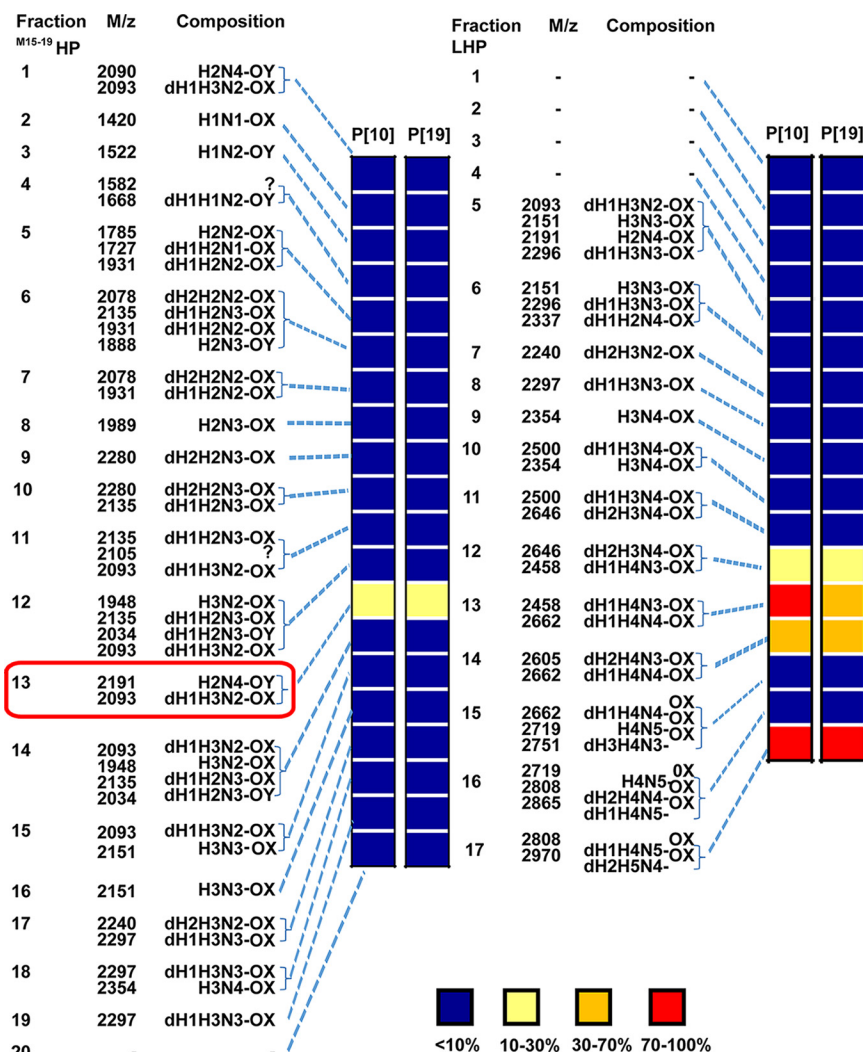 Fraction M/z Composition
M15-19 HP
1 2090 H2N4-OY
2093 dH1H3N2-OX
2 1420 H1N1-OX
3 1522 H1N2-OY
4 1582 ?
1668 dH1H1N2-OY
5 1785 H2N2-OX
1727 dH1H2N1-OX
1931 dH1H2N2-OX
6 2078 dH2H2N2-OX
2135 dH1H2N3-OX
1931 dH1H2N2-OX
1888 H2N3-OY
7 2078 dH2H2N2-OX
1931 dH1H2N2-OX
8 1989 H2N3-OX
9 2280 dH2H2N3-OX
10 2280 dH2H2N3-OX
2135 dH1H2N3-OX
11 2135 dH1H2N3-OX
2105 ?
2093 dH1H3N2-OX
12 1948 H3N2-OX
2135 dH1H2N3-OX
2034 dH1H2N3-OY
2093 dH1H3N2-OX
13 2191 H2N4-OY
2093 dH1H3N2-OX
14 2093 dH1H3N2-OX
1948 H3N2-OX
2135 dH1H2N3-OX
2034 dH1H2N3-OY
15 2093 dH1H3N2-OX
2151 H3N3-OX
16 2151 H3N3-OX
17 2240 dH2H3N2-OX
2297 dH1H3N3-OX
18 2297 dH1H3N3-OX
2354 H3N4-OX
19 2297 dH1H3N3-OX
20 - -
P[10] P[19]
Fraction M/z Composition
LHP
1 - -
2 - -
3 - -
4 - -
5 2093 dH1H3N2-OX
2151 H3N3-OX
2191 H2N4-OX
2296 dH1H3N3-OX
6 2151 H3N3-OX
2296 dH1H3N3-OX
2337 dH1H2N4-OX
7 2240 dH2H3N2-OX
8 2297 dH1H3N3-OX
9 2354 H3N4-OX
10 2500 dH1H3N4-OX
2354 H3N4-OX
11 2500 dH1H3N4-OX
2646 dH2H3N4-OX
12 2646 dH2H3N4-OX
2458 dH1H4N3-OX
13 2458 dH1H4N3-OX
2662 dH1H4N4-OX
14 2605 dH2H4N3-OX
2662 dH1H4N4-OX
OX
15 2662 dH1H4N4-OX
2719 H4N5-OX
2751 dH3H4N3-
2719 0X
16 2808 H4N5-OX
2865 dH2H4N4-OX
dH1H4N5-
2808 OX
17 2970 dH1H4N5-OX
dH2H5N4-
P[10] P[19]
<10% 10-30% 30-70% 70-100%